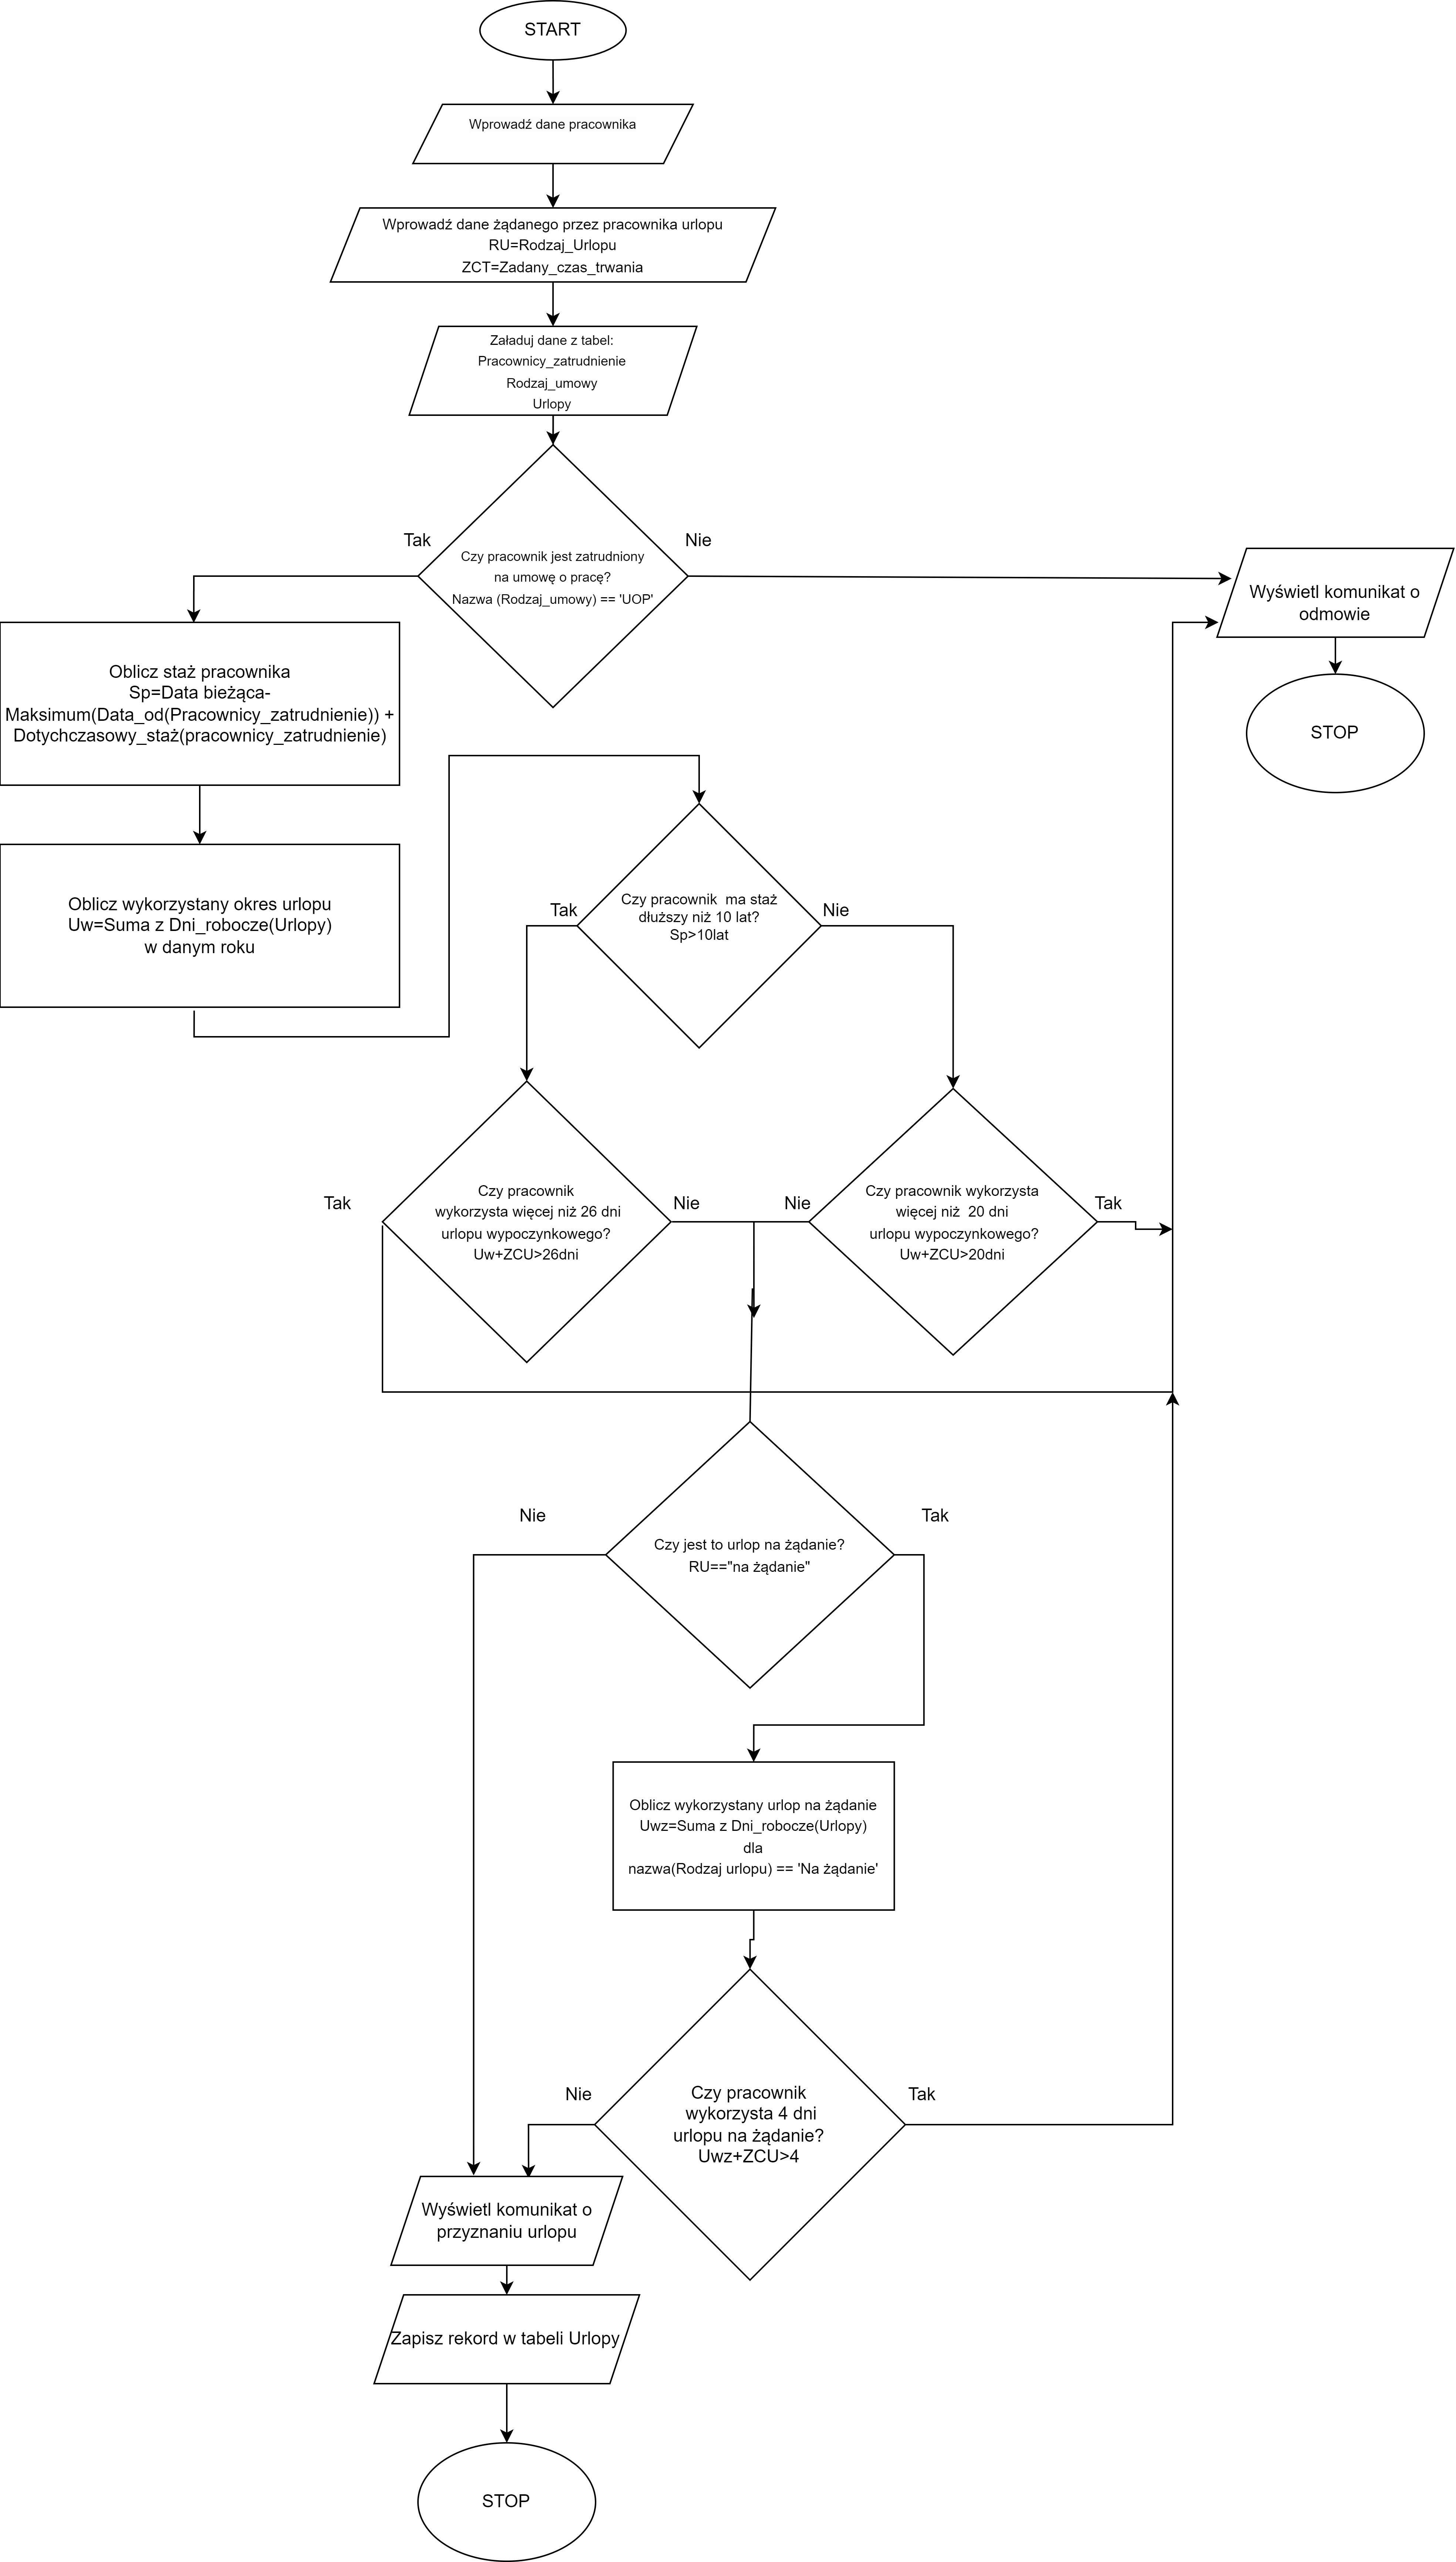 START
Wprowadź dane pracownika
Wprowadź dane żądanego przez pracownika urlopu
RU=Rodzaj_Urlopu
ZCT=Zadany_czas_trwania
Załaduj dane z tabel:
Pracownicy_zatrudnienie
Rodzaj_umowy
Urlopy
Tak
Nie
Czy pracownik jest zatrudniony
na umowę o pracę?
Nazwa (Rodzaj_umowy) == 'UOP'
Wyświetl komunikat o
odmowie
STOP
Oblicz staż pracownika
Sp=Data bieżąca-
Maksimum(Data_od(Pracownicy_zatrudnienie)) +
Dotychczasowy_staż(pracownicy_zatrudnienie)
Oblicz wykorzystany okres urlopu
Uw=Suma z Dni_robocze(Urlopy)
w danym roku
Tak
Nie
Czy pracownik  ma staż
dłuższy niż 10 lat?
Sp>10lat
Tak
Czy pracownik
wykorzysta więcej niż 26 dni
urlopu wypoczynkowego?
Uw+ZCU>26dni
Nie
Nie
Czy pracownik wykorzysta
więcej niż  20 dni
urlopu wypoczynkowego?
Uw+ZCU>20dni
Tak
Nie
Tak
Czy jest to urlop na żądanie?
RU=="na żądanie"
Oblicz wykorzystany urlop na żądanie
Uwz=Suma z Dni_robocze(Urlopy)
dla
nazwa(Rodzaj urlopu) == 'Na żądanie'
Nie
Tak
Czy pracownik
wykorzysta 4 dni
urlopu na żądanie?
Uwz+ZCU>4
Wyświetl komunikat o
przyznaniu urlopu
Zapisz rekord w tabeli Urlopy
STOP